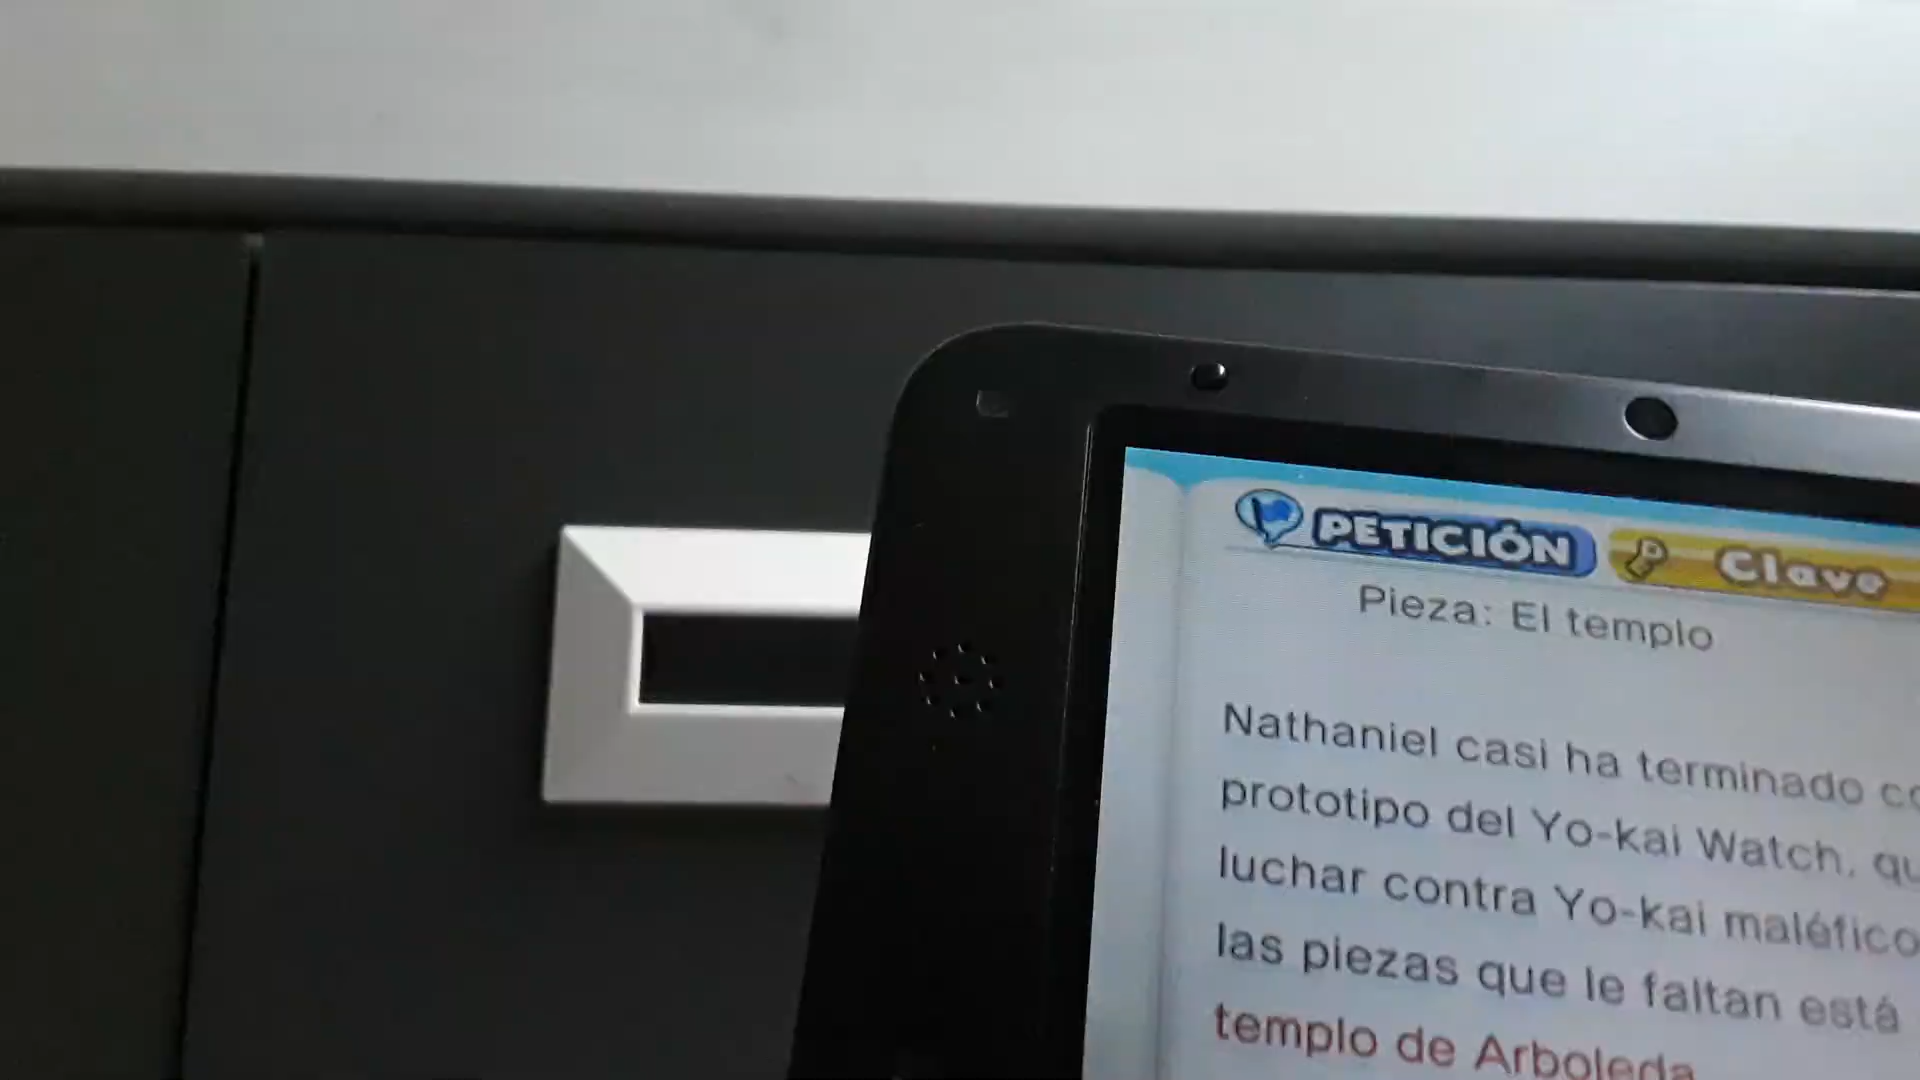 PETICIÓN Clave
Pieza: El templo
Nathaniel casi ha terminado
prototipo del Yo-kai Watch,
luchar contra Yo-kai
las piezas que le faltan está
templo de Arboleda